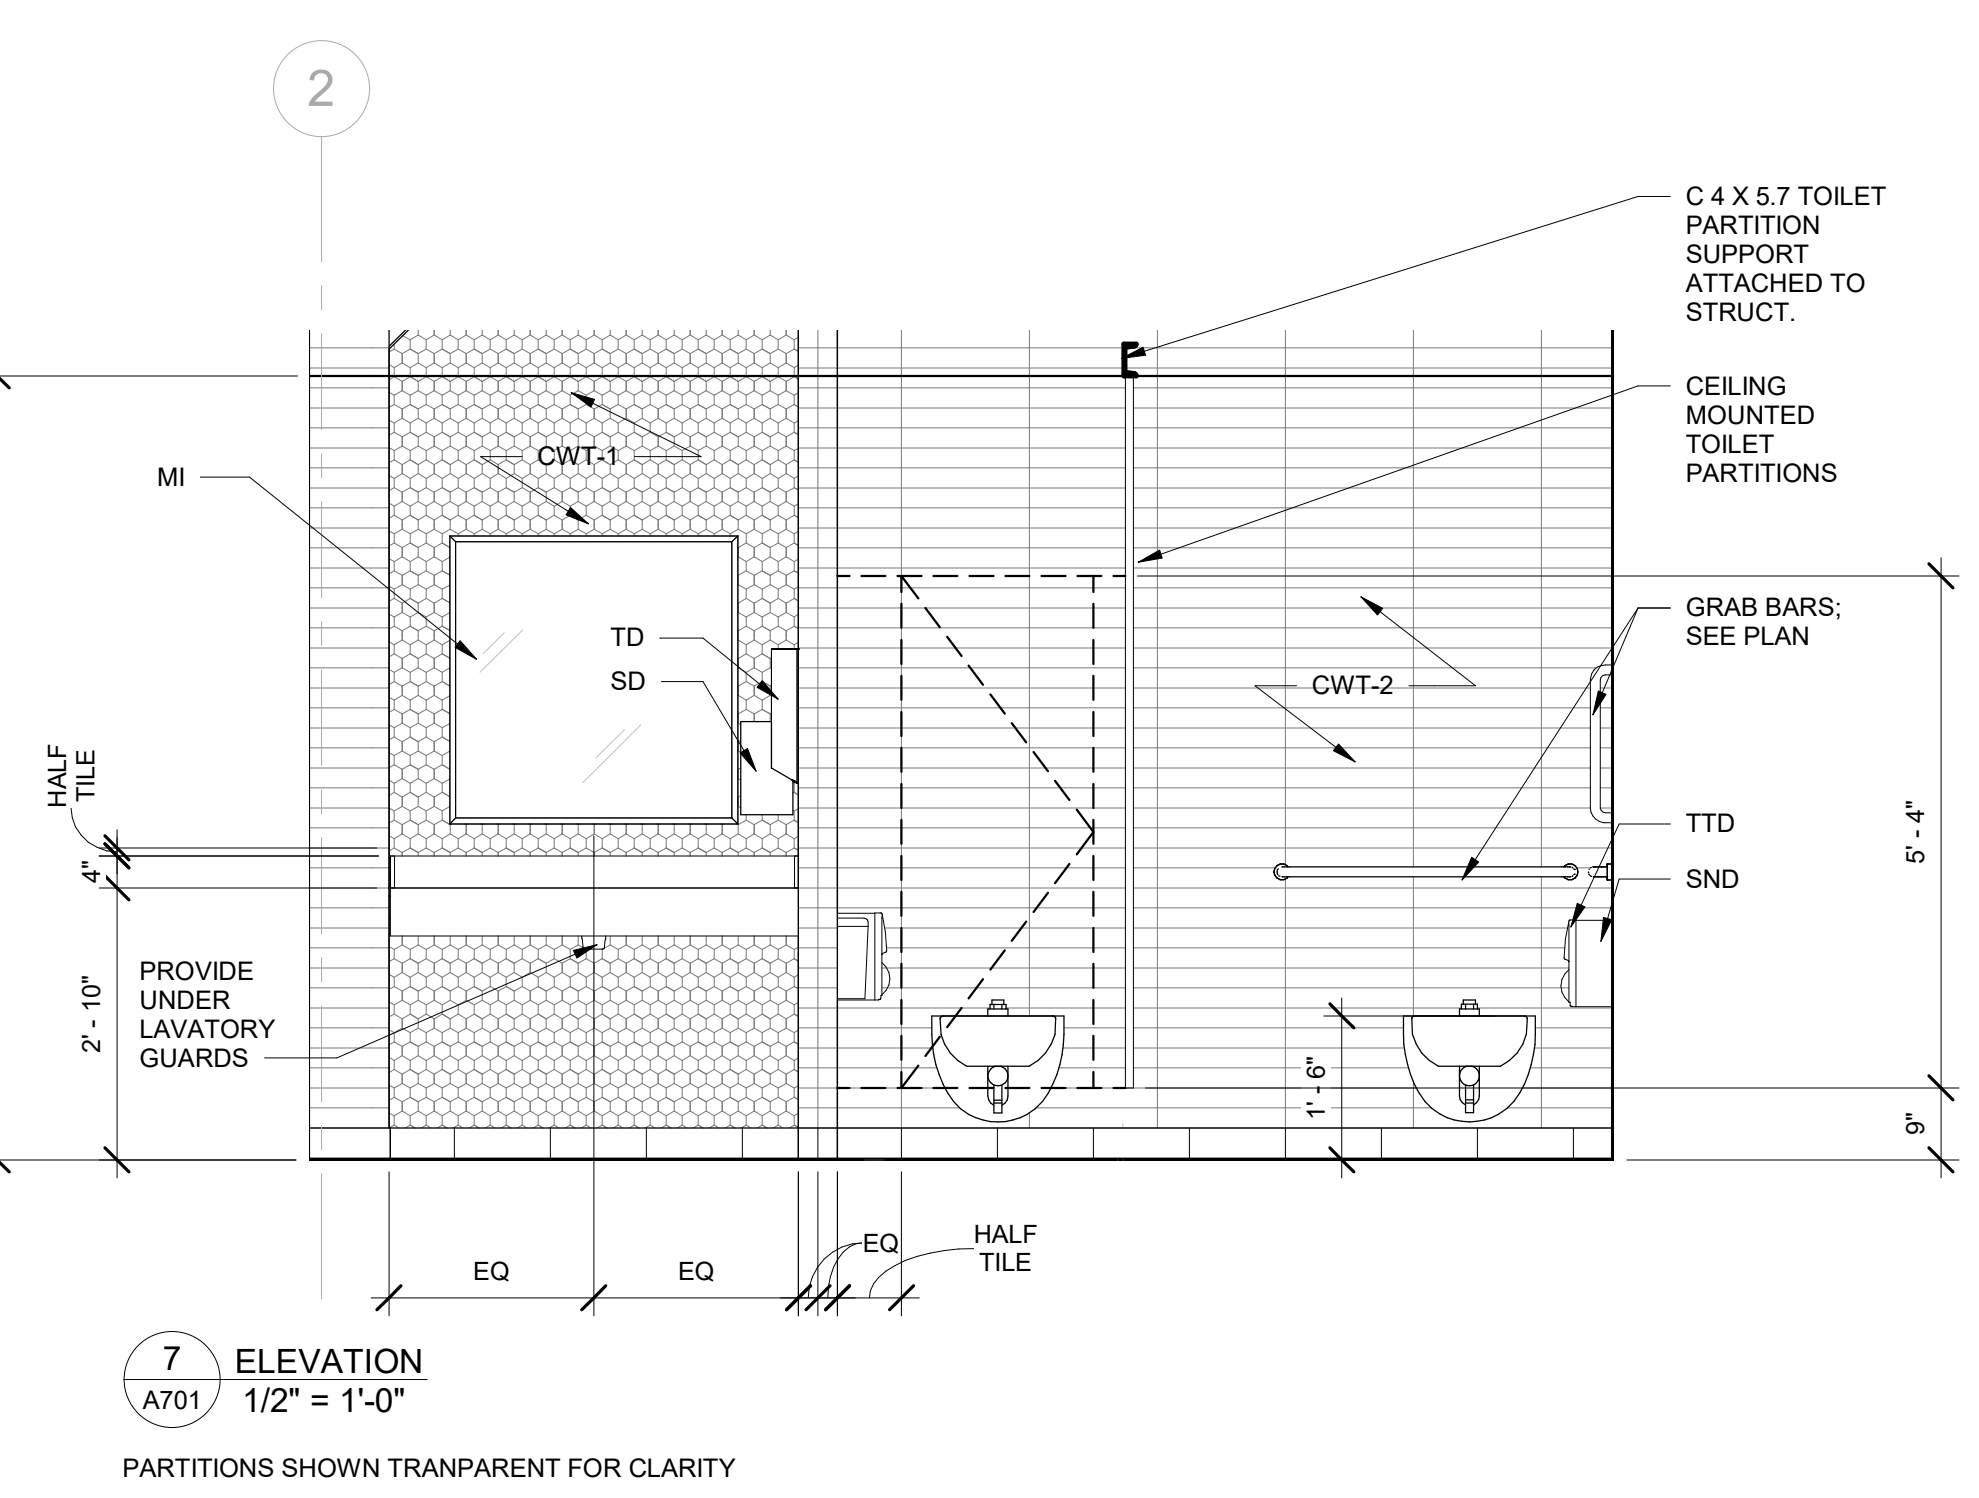 2
C 4 X 5.7 TOILET
PARTITION
SUPPORT
ATTACHED TO
STRUCT.
CEILING
MOUNTED
TOILET
PARTITIONS
CWT-1
MI
GRAB BARS;
SEE PLAN
TD
SD
CWT-2
HALF
TILE
4"
5' - 4"
TTD
SND
PROVIDE
UNDER
LAVATORY
GUARDS
2' - 10"
1' - 6"
9"
EQ
EQ
EQ
HALF
TILE
7
A701
ELEVATION
1/2" = 1'-0"
PARTITIONS SHOWN TRANPARENT FOR CLARITY